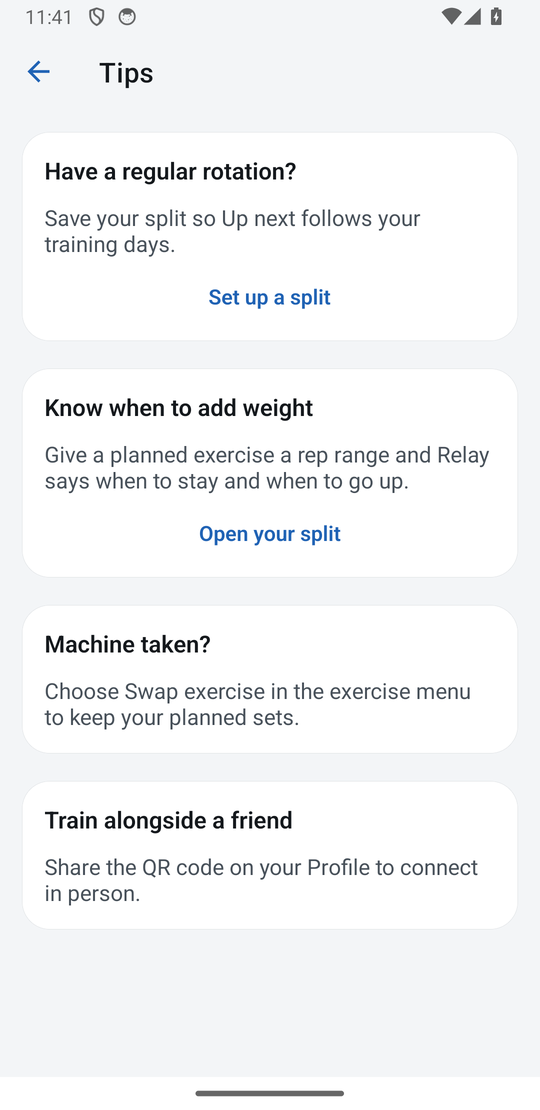 11:41
Tips
Have a regular rotation?
Save your split so Up next follows your
training days.
Set up a split
Know when to add weight
Give a planned exercise a rep range and Relay
says when to stay and when to go up.
Open your split
Machine taken?
Choose Swap exercise in the exercise menu
to keep your planned sets.
Train alongside a friend
Share the QR code on your Profile to connect
in person.